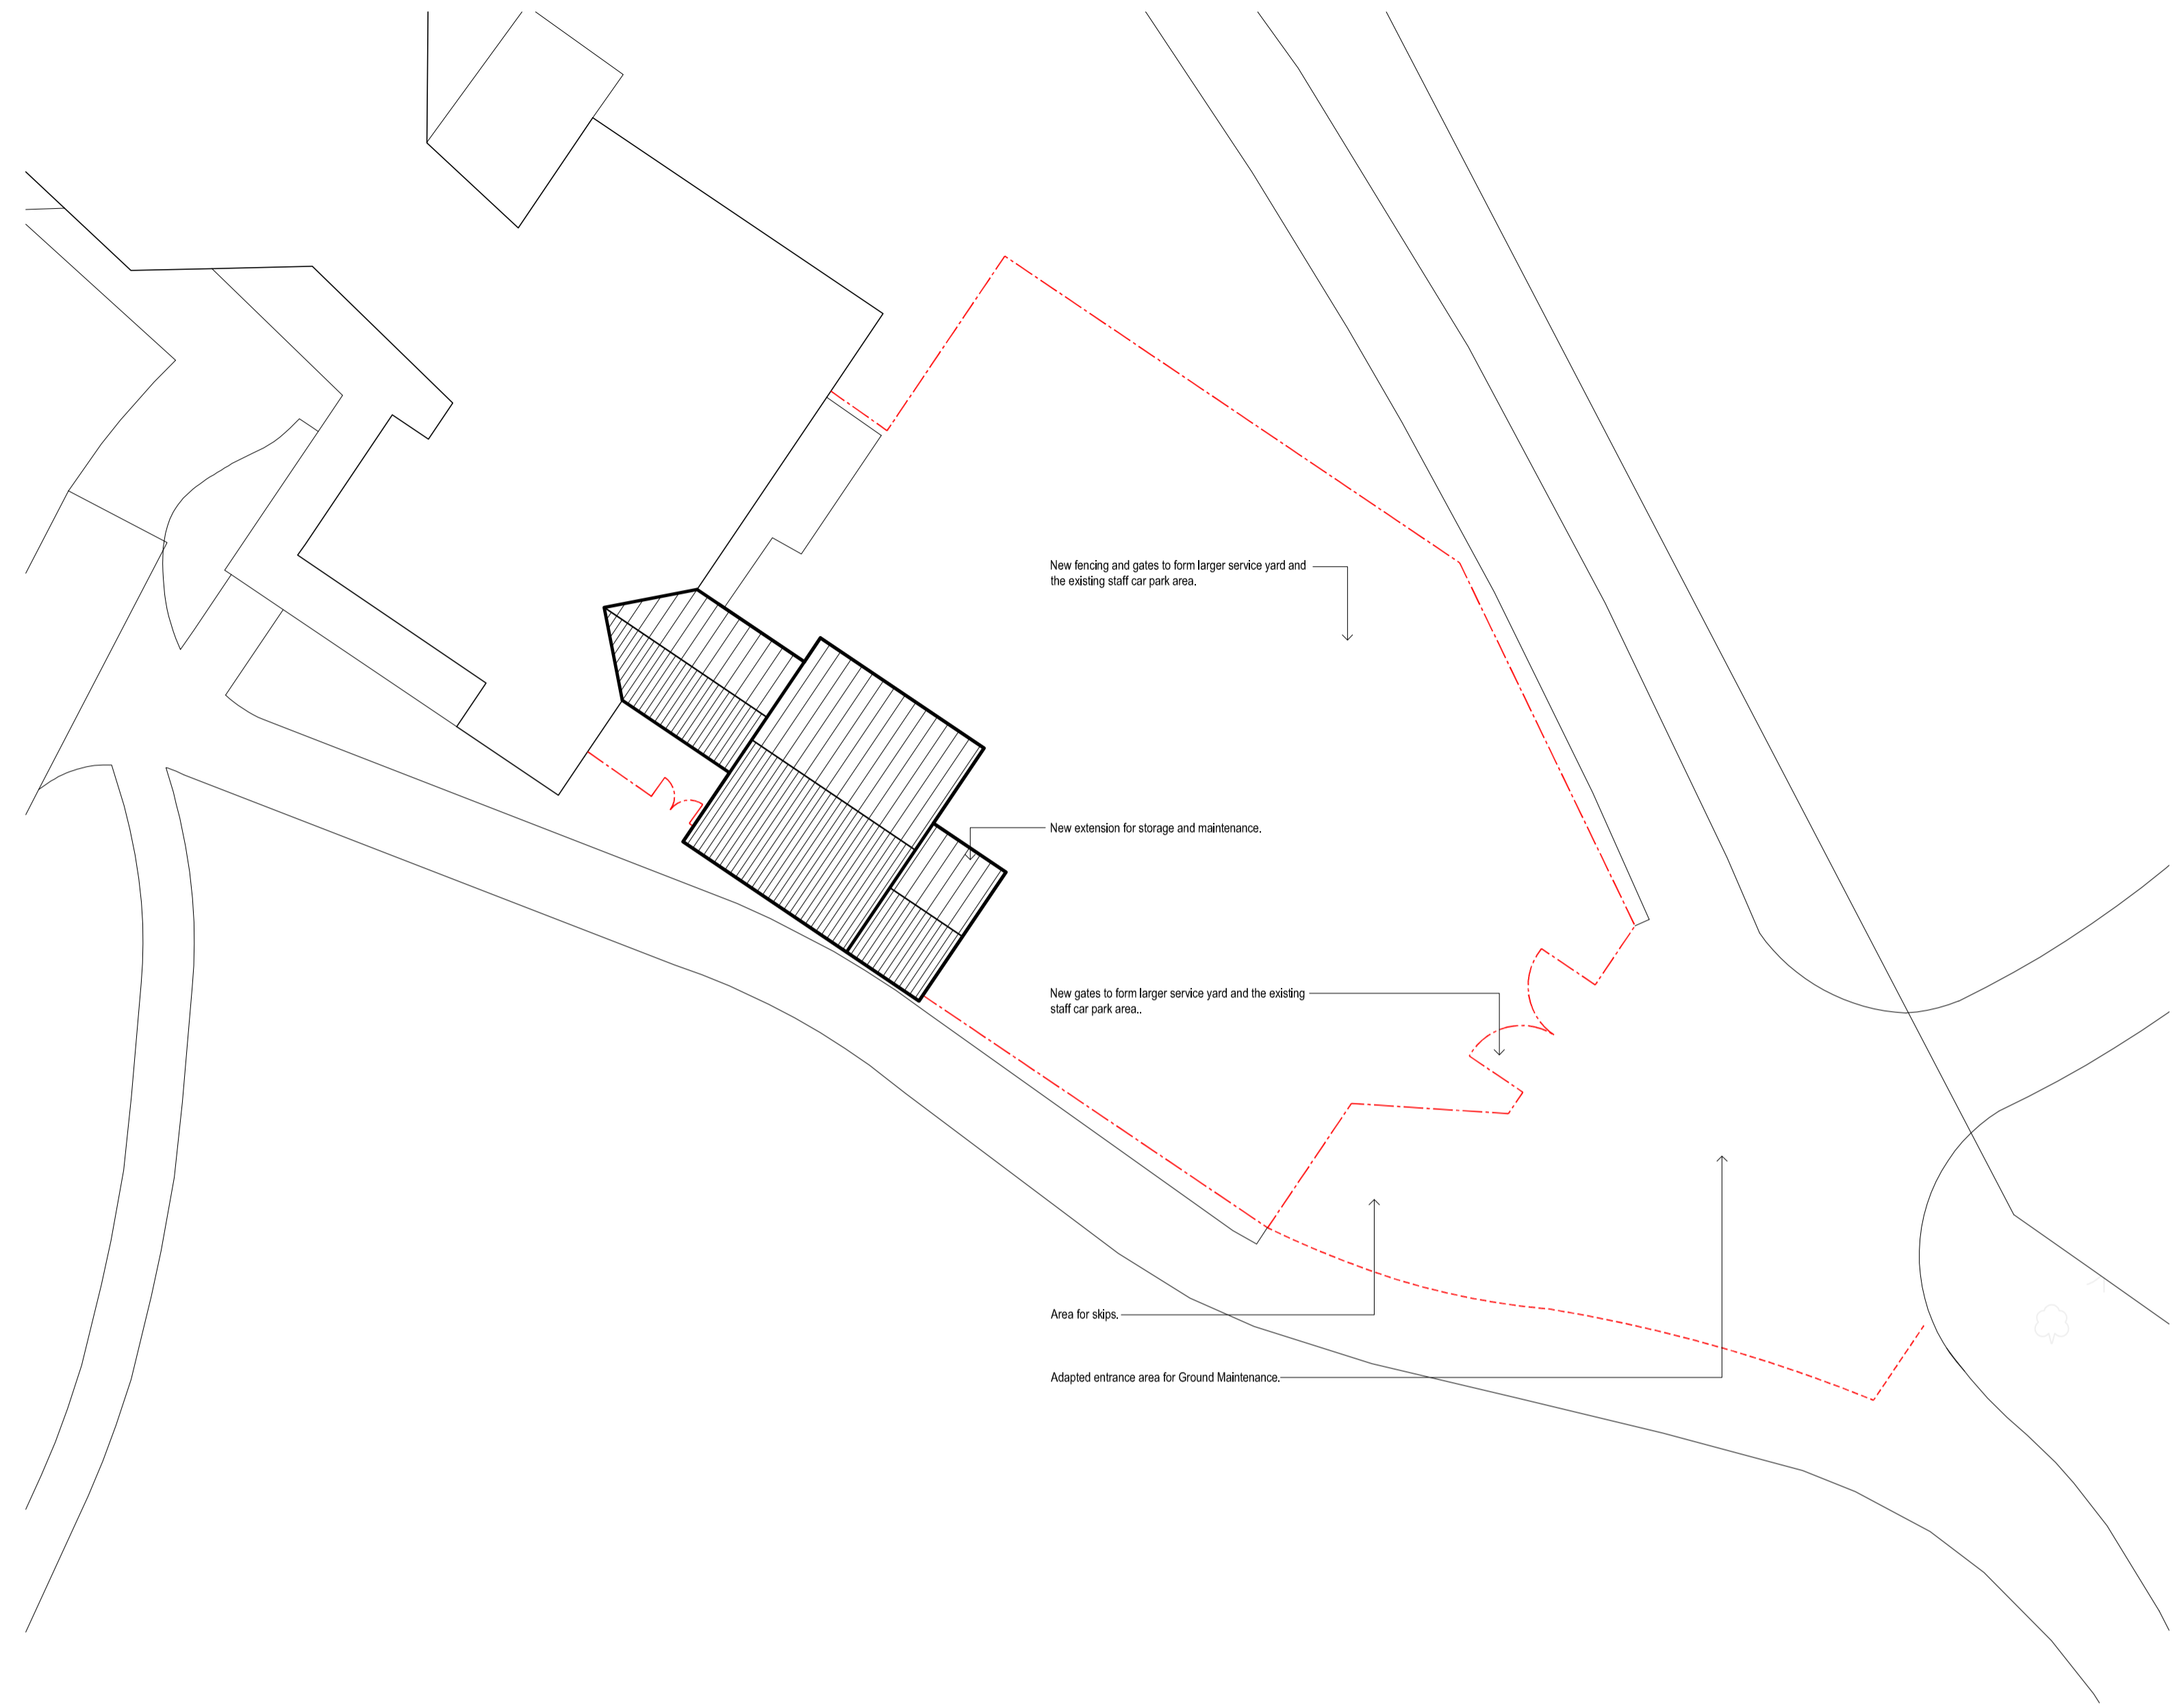 New fencing and gates to form larger service yard and
the existing staff car park area.
New extension for storage and maintenance.
New gates to form larger service yard and the existing
staff car park area..
Area for skips.
Adapted entrance area for Ground Maintenance.